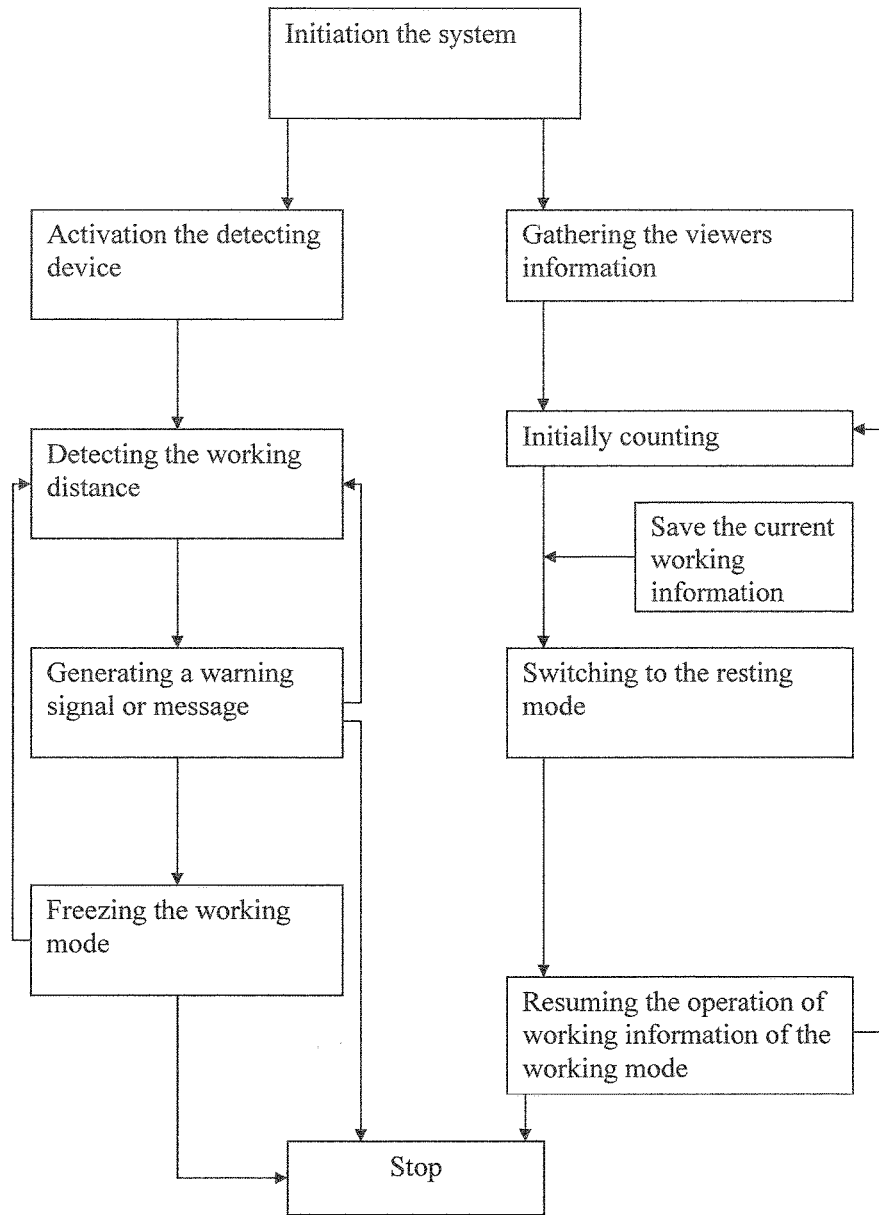 Initiation the system
Activation the detecting
device
Gathering the viewers
information
Detecting the working
distance
Initially counting
Save the current
working
information
Generating a warning
signal or message
Switching to the resting
mode
Freezing the working
mode
Resuming the operation of
working information of the
working mode
Stop